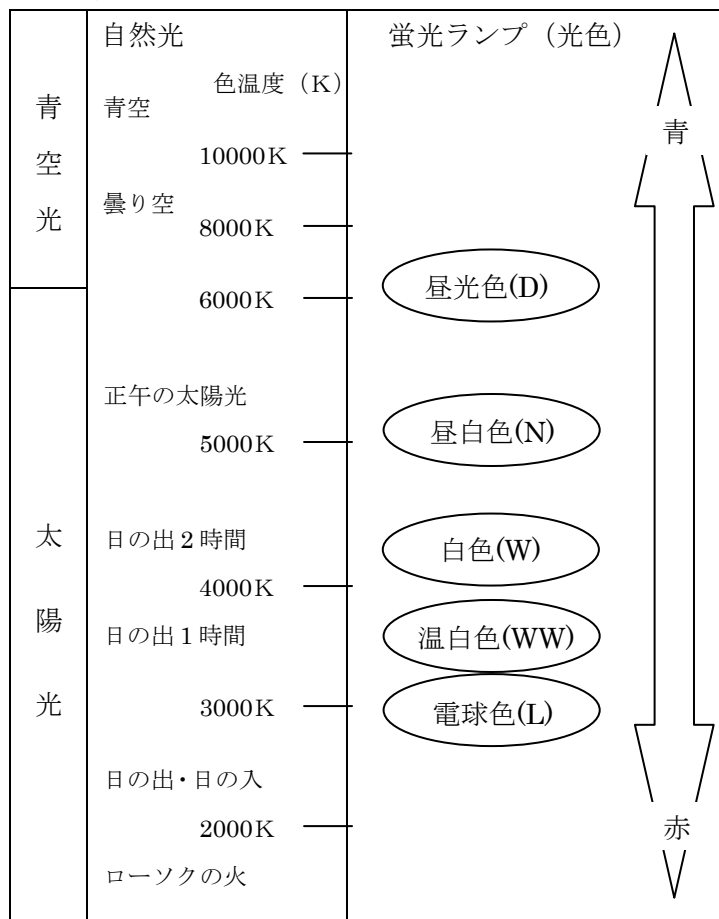 自然光
蛍光ランプ（光色）
色温度（K）
青空光
青空
青
10000K
曇り空
8000K
昼光色(D)
6000K
正午の太陽光
昼白色(N)
5000K
太陽光
日の出２時間
白色(W)
4000K
日の出１時間
温白色(WW)
3000K
電球色(L)
日の出・日の入
2000K
赤
ローソクの火